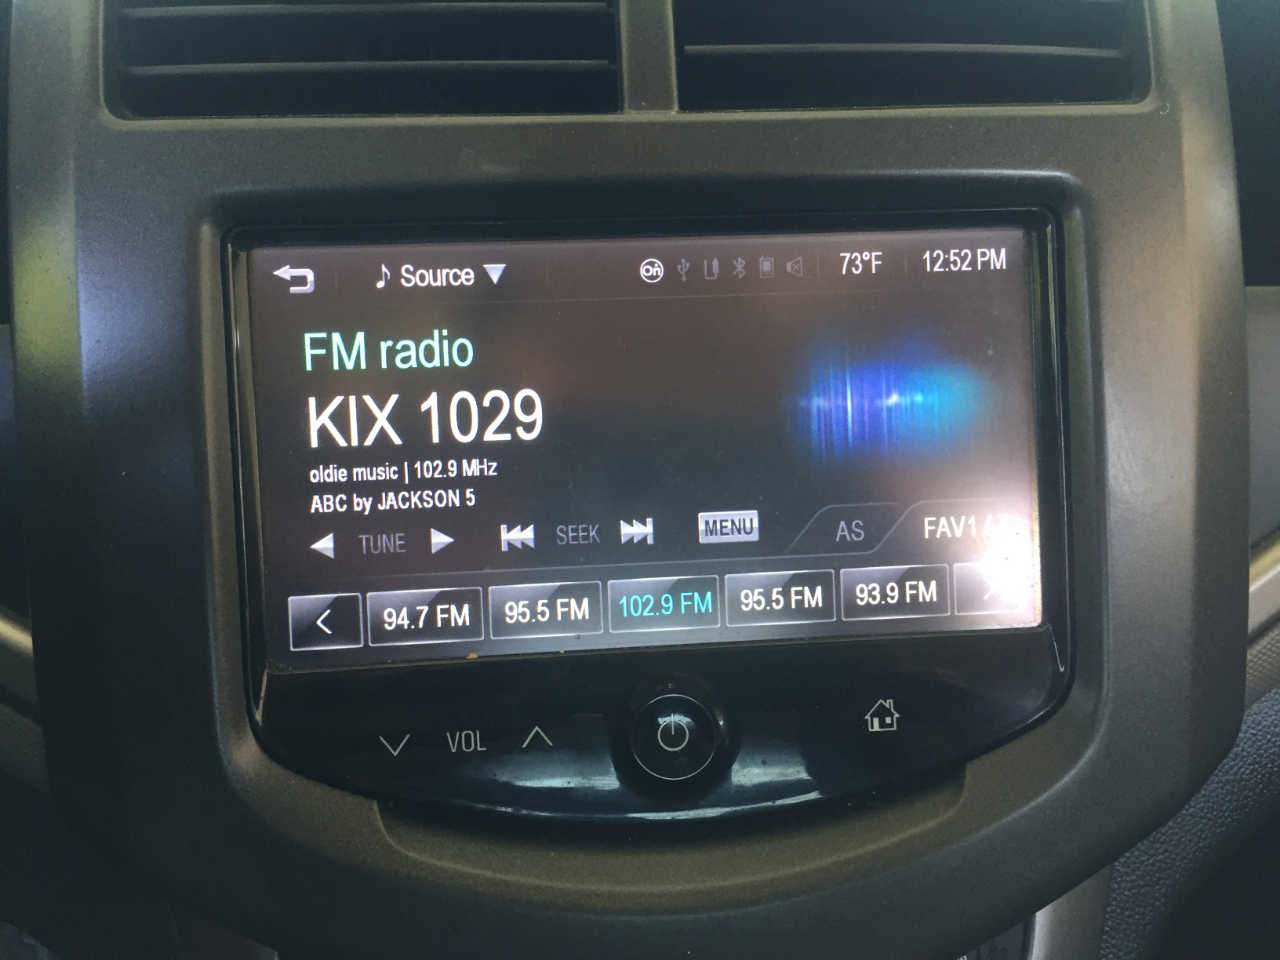 Source
73°F
12:52 PM
FM radio
KIX 1029
oldie music | 102.9 MHz
ABC by JACKSON 5
TUNE
SEEK
MENU
AS
FAV1
94.7 FM
95.5 FM
102.9 FM
95.5 FM
93.9 FM
VOL